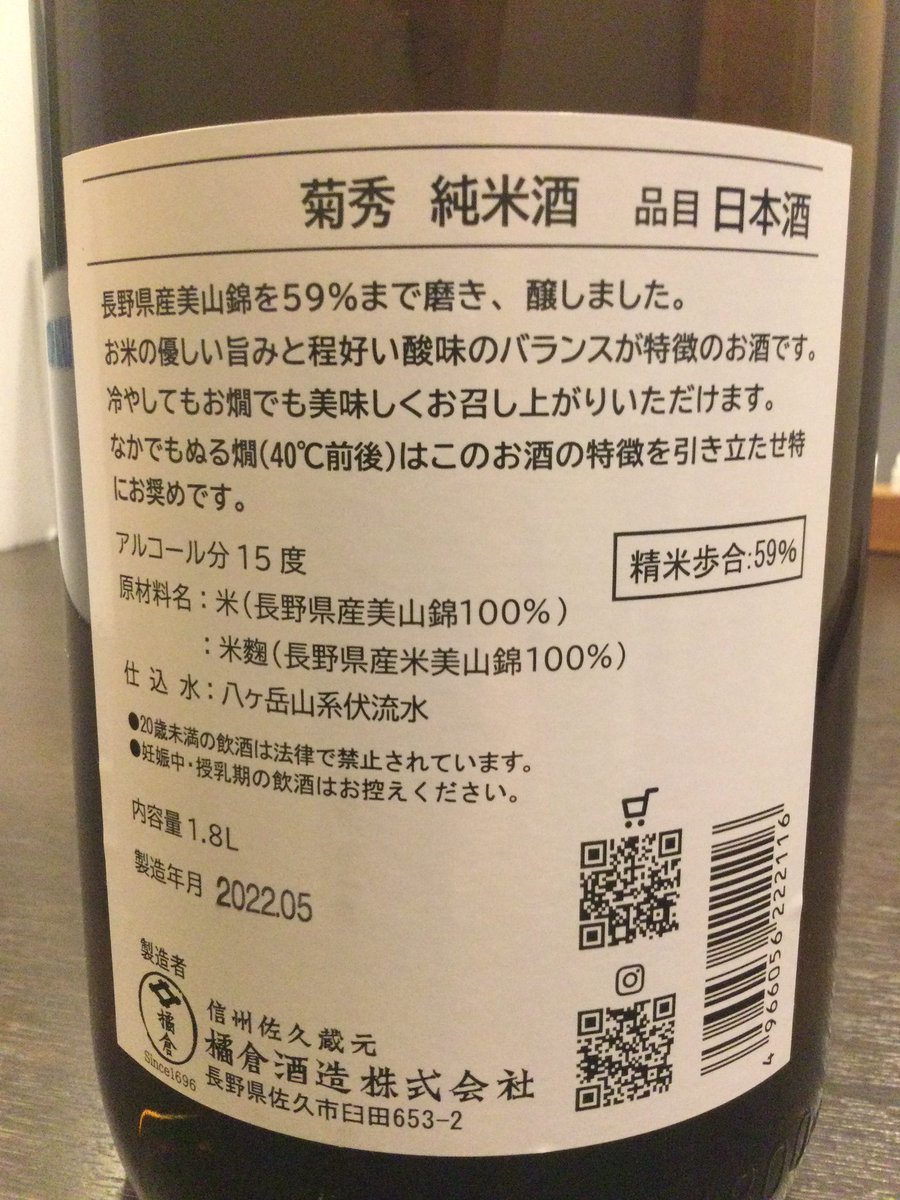 菊秀 純米酒 品目 日本酒
長野県産美山錦を59%まで磨き、醸しました。
お米の優しい旨みと程好い酸味のバランスが特徴のお酒です。
冷やしてもお燗でも美味しくお召し上がりいただけます。
なかでもぬる燗(40℃前後)はこのお酒の特徴を引き立たせ特
にお奨めです。
アルコール分 15 度
精米歩合:59%
原材料名：米(長野県産美山錦100%)
：米麹(長野県産米美山錦100%)
仕込水：八ヶ岳山系伏流水
●20歳未満の飲酒は法律で禁止されています。
●妊娠中・授乳期の飲酒はお控えください。
内容量 1.8L
製造年月 2022.05
製造者
橘倉
Since1696
信州佐久蔵元
橘倉酒造株式会社
長野県佐久市臼田653-2
4 966056 222116